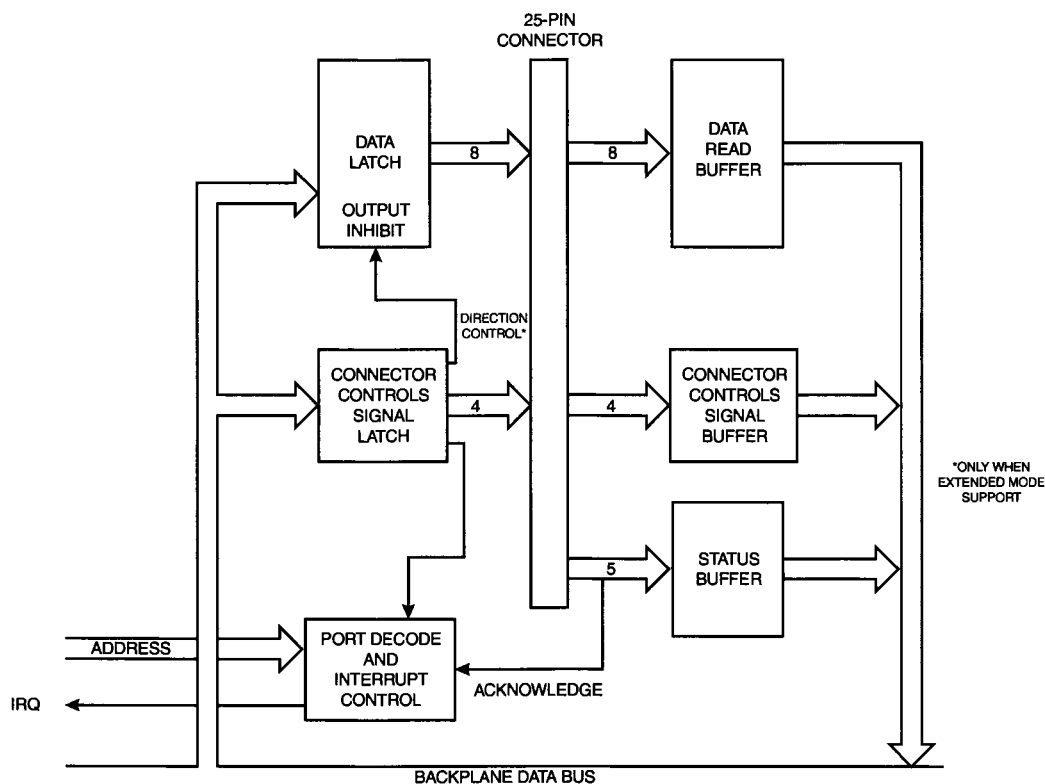 25-PIN
CONNECTOR
DATA
LATCH
OUTPUT
INHIBIT
8
8
DATA
READ
BUFFER
DIRECTION
CONTROL*
CONNECTOR
CONTROLS
SIGNAL
LATCH
4
4
CONNECTOR
CONTROLS
SIGNAL
BUFFER
*ONLY WHEN
EXTENDED MODE
SUPPORT
5
STATUS
BUFFER
ADDRESS
PORT DECODE
AND
INTERRUPT
CONTROL
ACKNOWLEDGE
IRQ
BACKPLANE DATA BUS